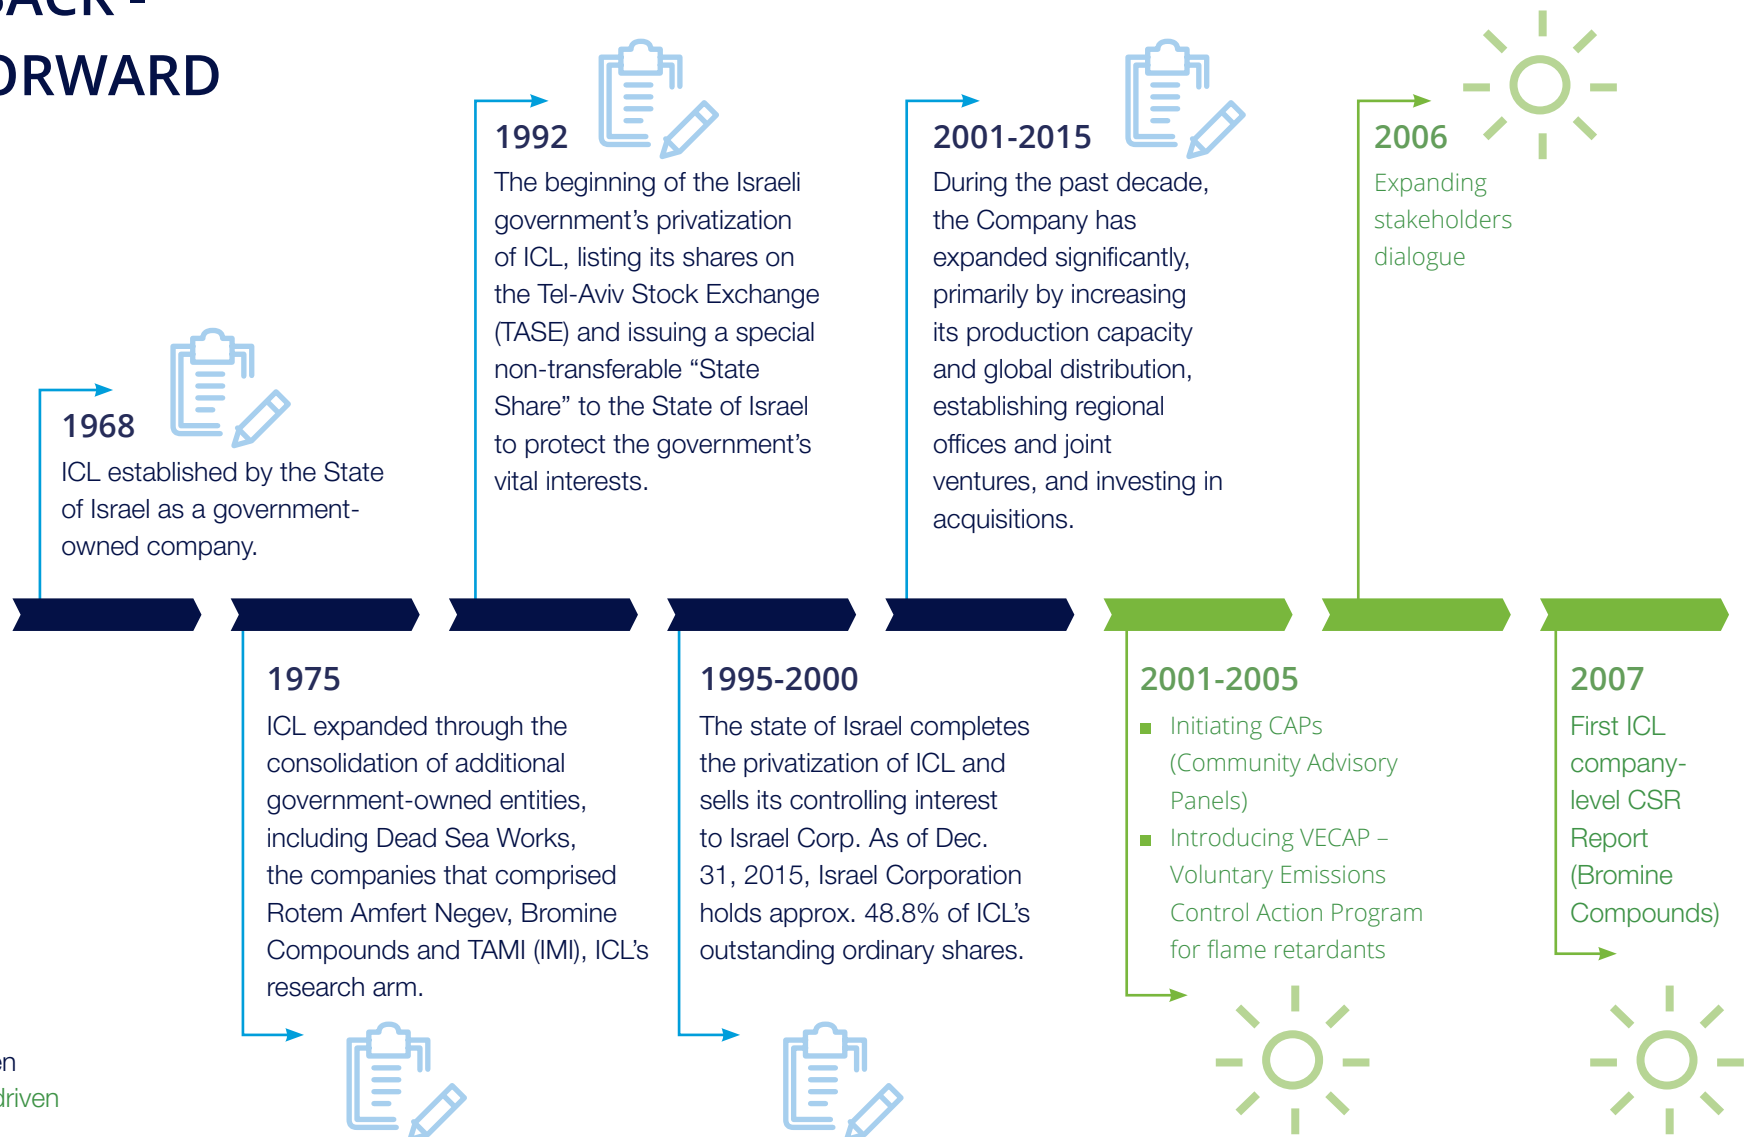 BACK -
FORWARD
1968
ICL established by the State
of Israel as a government-
owned company.
1992
The beginning of the Israeli
government’s privatization
of ICL, listing its shares on
the Tel-Aviv Stock Exchange
(TASE) and issuing a special
non-transferable “State
Share” to the State of Israel
to protect the government’s
vital interests.
2001-2015
During the past decade,
the Company has
expanded significantly,
primarily by increasing
its production capacity
and global distribution,
establishing regional
offices and joint
ventures, and investing in
acquisitions.
2006
Expanding
stakeholders
dialogue
1975
ICL expanded through the
consolidation of additional
government-owned entities,
including Dead Sea Works,
the companies that comprised
Rotem Amfert Negev, Bromine
Compounds and TAMI (IMI), ICL’s
research arm.
1995-2000
The state of Israel completes
the privatization of ICL and
sells its controlling interest
to Israel Corp. As of Dec.
31, 2015, Israel Corporation
holds approx. 48.8% of ICL’s
outstanding ordinary shares.
2001-2005
Initiating CAPs
(Community Advisory
Panels)
Introducing VECAP –
Voluntary Emissions
Control Action Program
for flame retardants
2007
First ICL
company-
level CSR
Report
(Bromine
Compounds)
driven